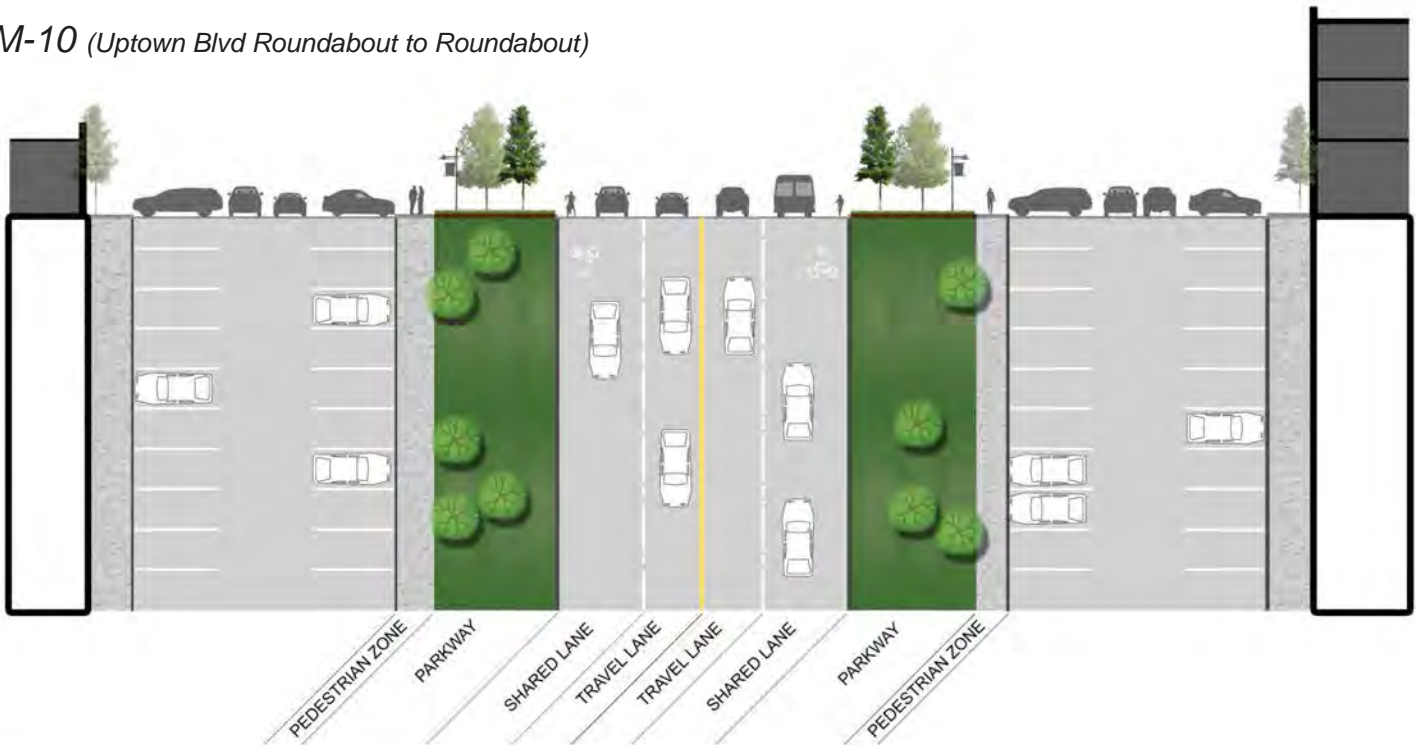 M-10 (Uptown Blvd Roundabout to Roundabout)
PEDESTRIAN ZONE
PARKWAY
SHARED LANE
TRAVEL LANE
TRAVEL LANE
SHARED LANE
PARKWAY
PEDESTRIAN ZONE